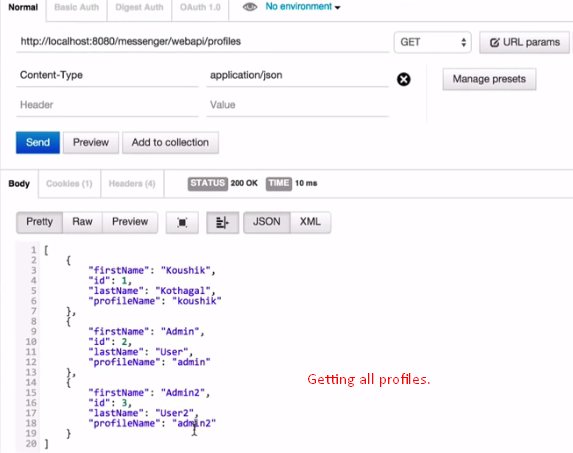 Normal Basic Auth Digest Auth OAuth 1.0 No environment
http://localhost:8080/messenger/webapi/profiles GET URL params
Content-Type application/json Manage presets
Header Value
Send Preview Add to collection
Body Cookies (1) Headers (4) STATUS 200 OK TIME 10 ms
Pretty Raw Preview JSON XML
1 [
2 {
3 "firstName": "Koushik",
4 "id": 1,
5 "lastName": "Kothagal",
6 "profileName": "koushik"
7 },
8 {
9 "firstName": "Admin",
10 "id": 2,
11 "lastName": "User",
12 "profileName": "admin"
13 },
14 {
Getting all profiles.
15 "firstName": "Admin2",
16 "id": 3,
17 "lastName": "User2",
18 "profileName": "admin2"
19 }
20 ]